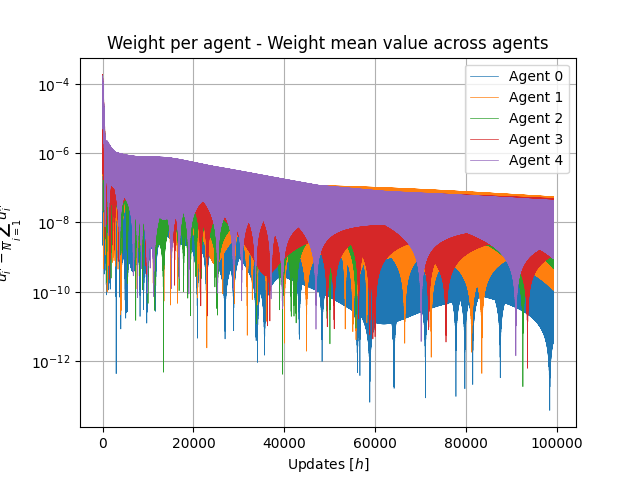 Weight per agent - Weight mean value across agents
Agent 0
Agent 1
Agent 2
Agent 3
Agent 4
10⁻⁴
10⁻⁶
10⁻⁸
10⁻¹⁰
10⁻¹²
0
20000
40000
60000
80000
100000
Updates [h]